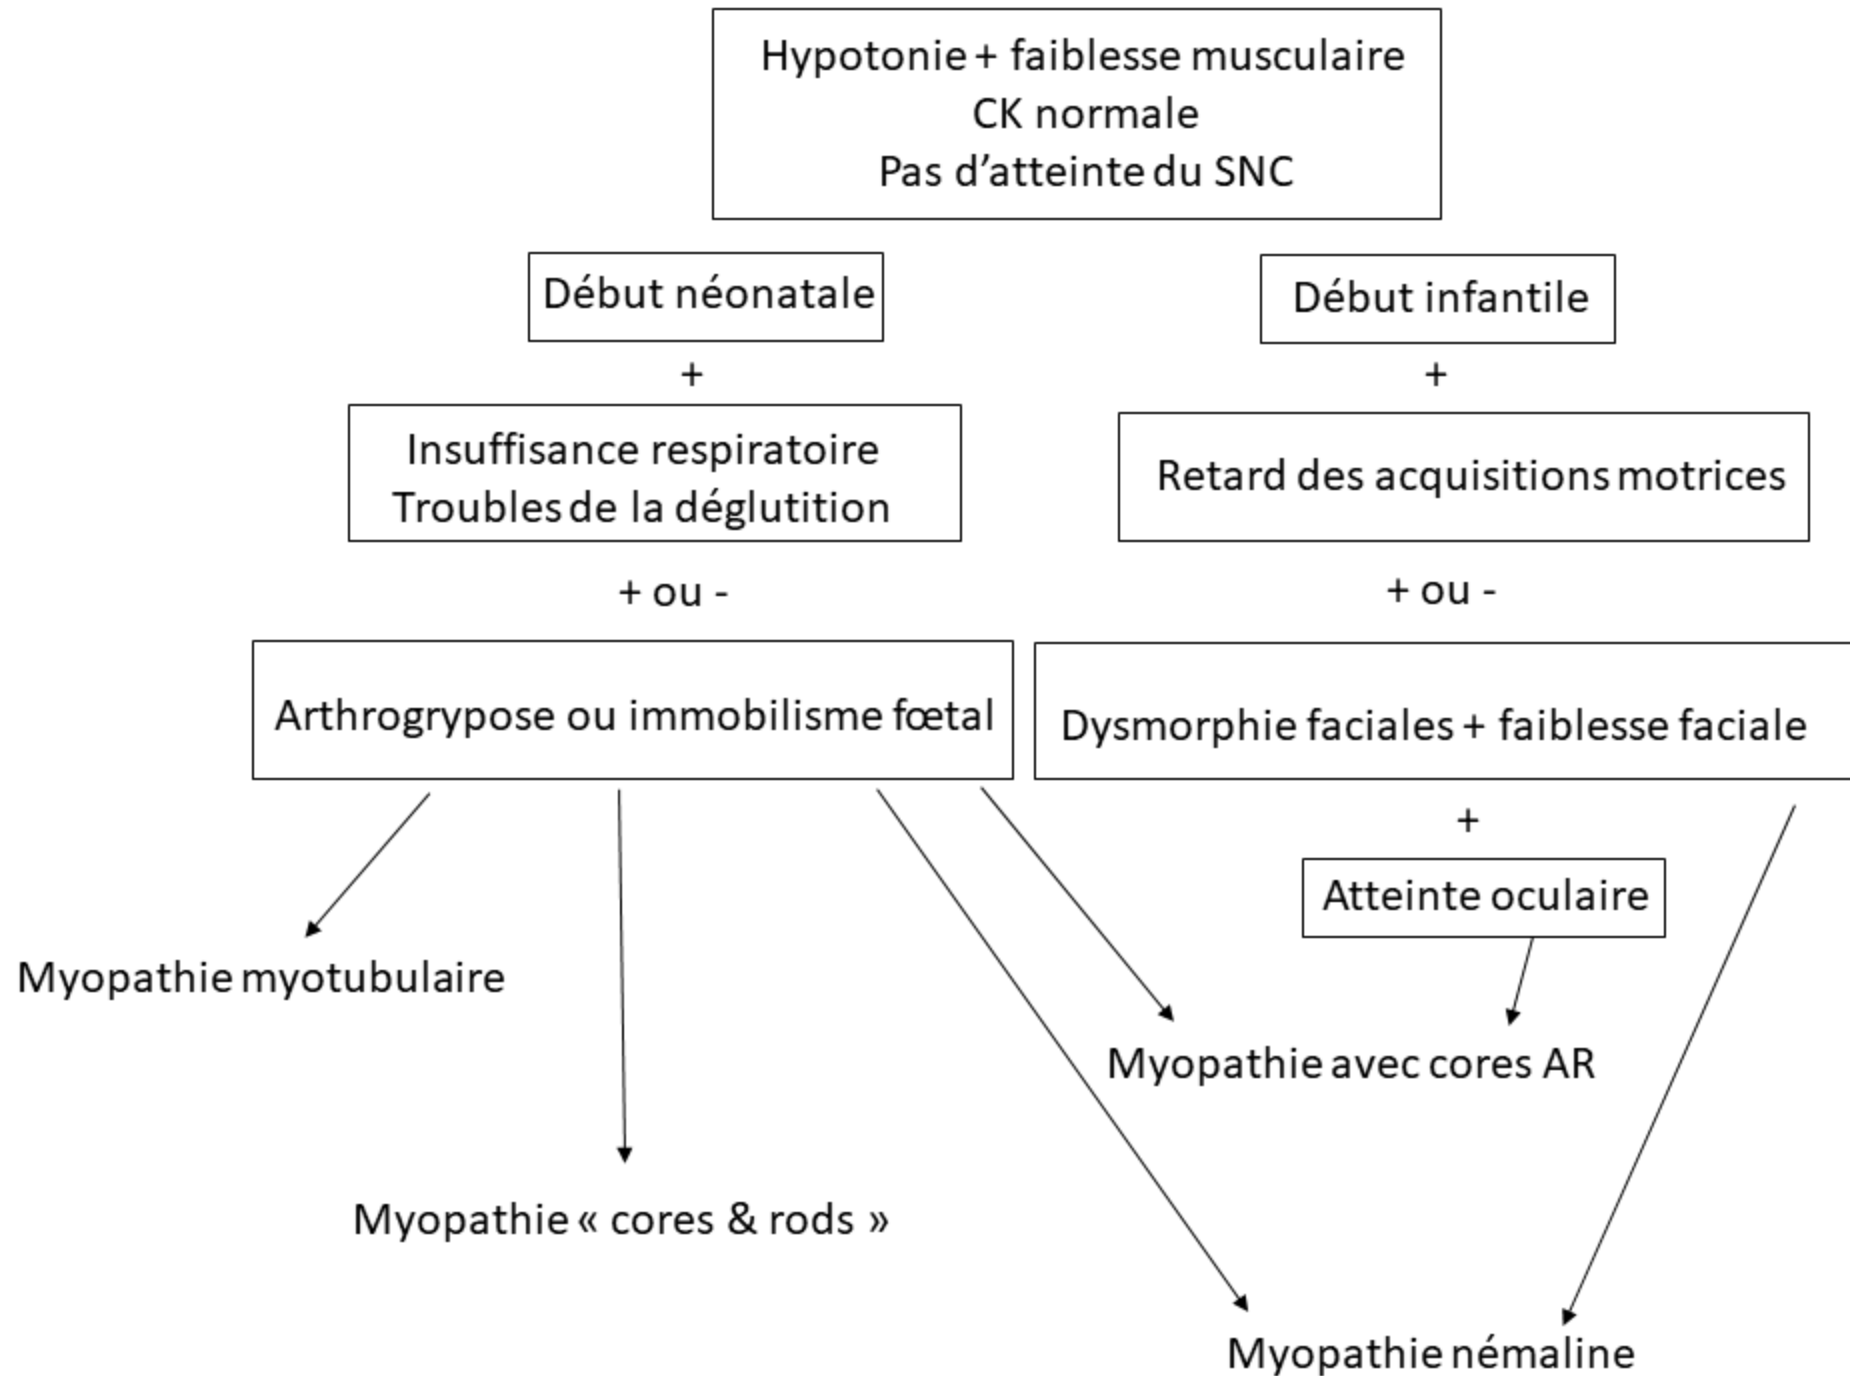 Hypotonie + faiblesse musculaire
CK normale
Pas d’atteinte du SNC
Début néonatale
Début infantile
+
+
Insuffisance respiratoire
Troubles de la déglutition
Retard des acquisitions motrices
+ ou -
+ ou -
Arthrogrypose ou immobilisme fœtal
Dysmorphie faciales + faiblesse faciale
+
Atteinte oculaire
Myopathie myotubulaire
Myopathie avec cores AR
Myopathie « cores & rods »
Myopathie némaline